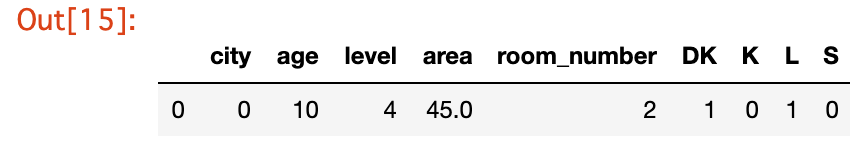 Out[15]:
city age level area room_number DK K L S
0 0 10 4 45.0 2 1 0 1 0